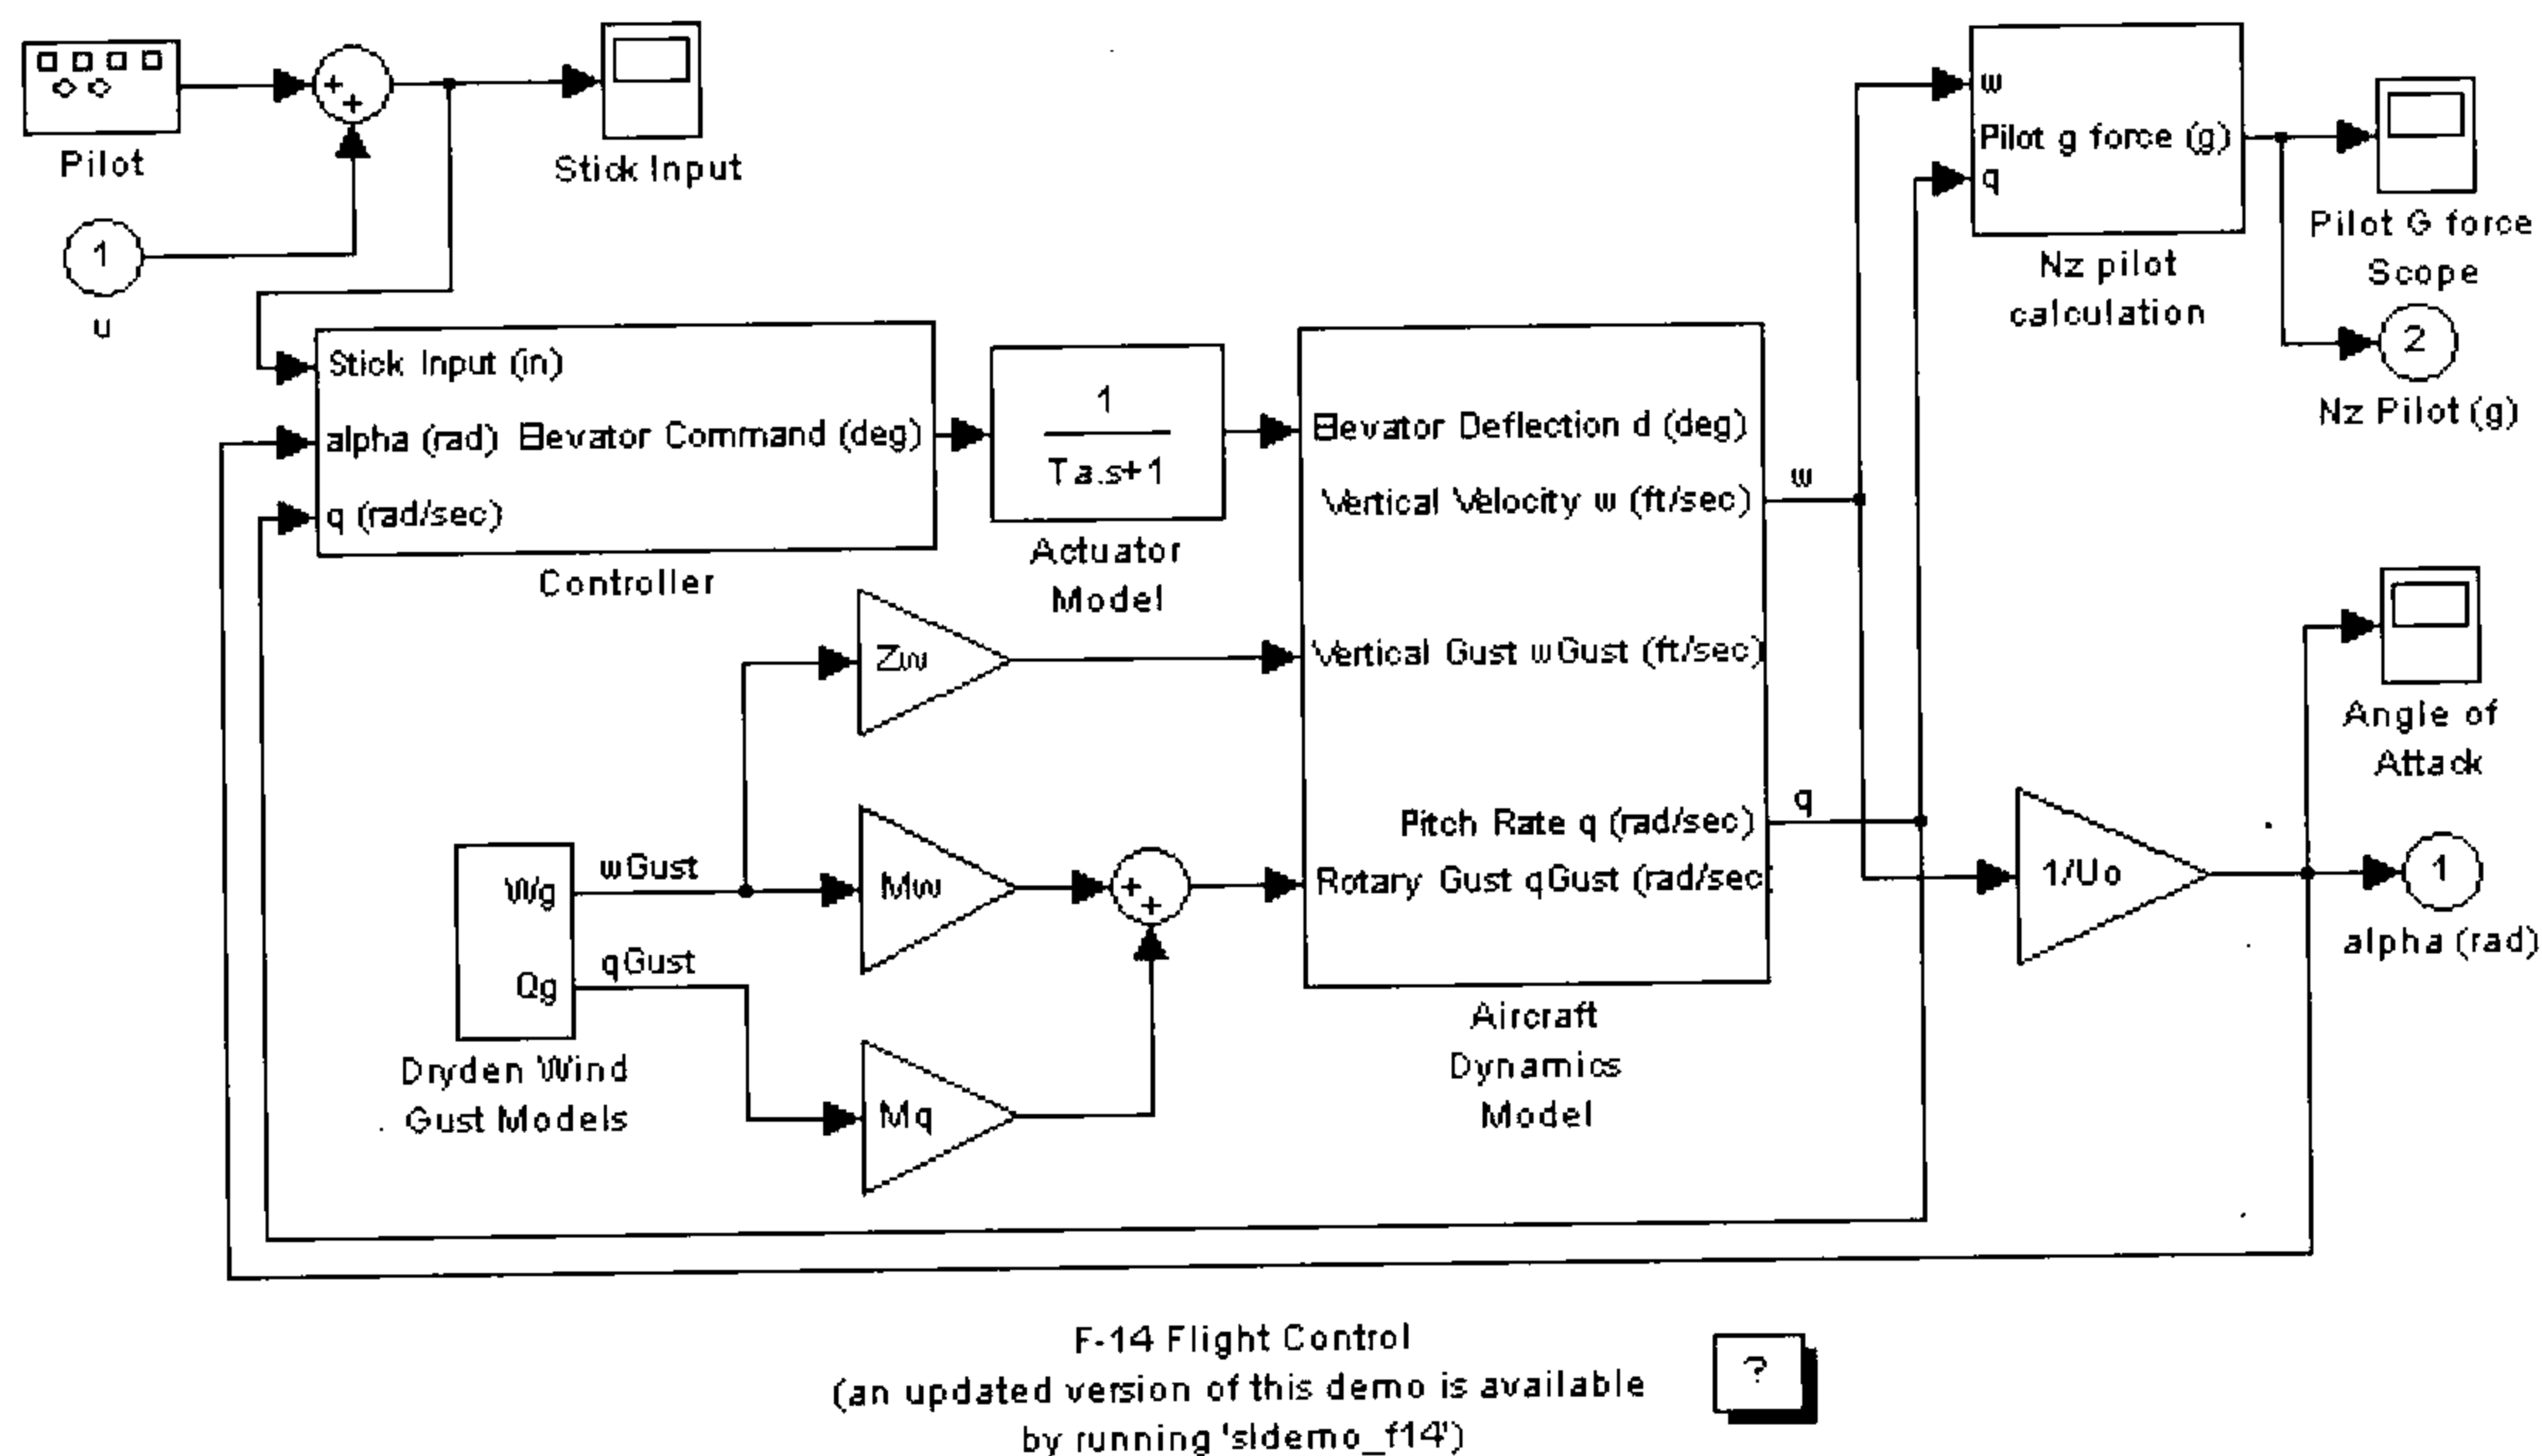 Pilot
1
u
+
+
Stick Input
w
Pilot g force (g)
q
Nz pilot
calculation
Pilot G force
Scope
2
Nz Pilot (g)
Stick Input (in)
alpha (rad) Elevator Command (deg)
q (rad/sec)
Controller
1
Ta.s+1
Actuator
Model
Elevator Deflection d (deg)
Vertical Velocity w (ft/sec)
Vertical Gust wGust (ft/sec)
Pitch Rate q (rad/sec)
Rotary Gust qGust (rad/sec
Aircraft
Dynamics
Model
w
q
Zw
Mw
Mq
+
+
Wg
Qg
wGust
qGust
Dryden Wind
Gust Models
1/Uo
Angle of
Attack
1
alpha (rad)
F-14 Flight Control
(an updated version of this demo is available
by running 'sldemo_f14')
?